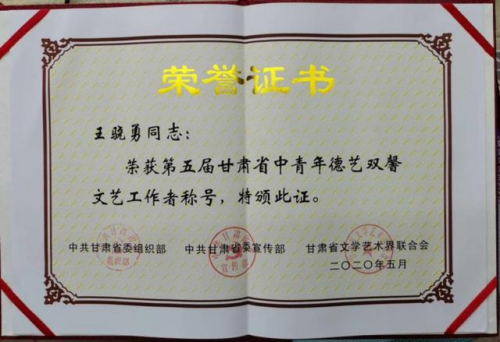 荣誉证书
王骁勇同志：
荣获第五届甘肃省中青年德艺双馨
文艺工作者称号，特颁此证。
中共甘肃省委组织部 中共甘肃省委宣传部 甘肃省文学艺术界联合会
二〇二〇年五月